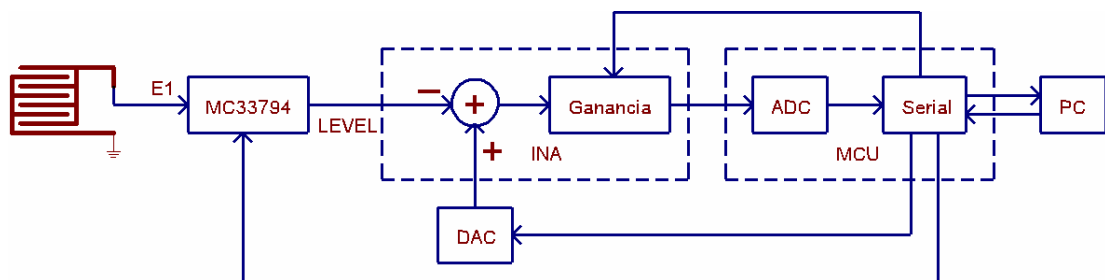 E1
MC33794
LEVEL
−
+
+
INA
Ganancia
DAC
ADC
Serial
MCU
PC